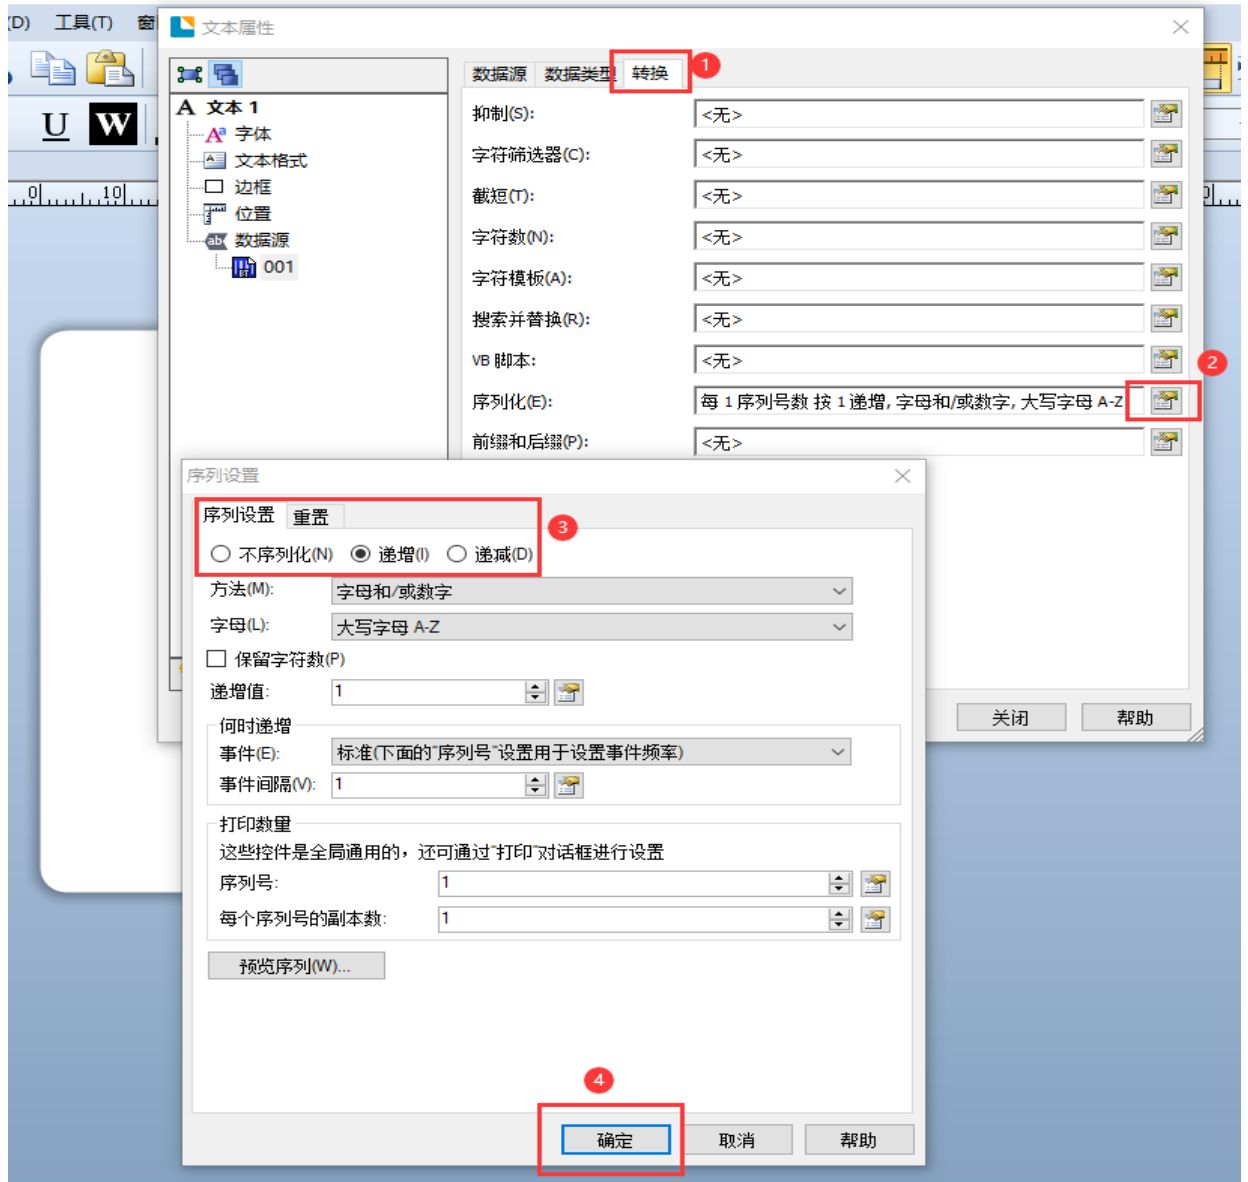 (D) 工具(T) 窗
文本属性
U W
0 10
文本 1
字体
文本格式
边框
位置
数据源
001
数据源 数据类型 转换 1
抑制(S): <无>
字符筛选器(C): <无>
截短(T): <无>
字符数(N): <无>
字符模板(A): <无>
搜索并替换(R): <无>
VB 脚本: <无>
2
序列化(E): 每 1 序列号数 按 1 递增, 字母和/或数字, 大写字母 A-Z
前缀和后缀(P): <无>
关闭 帮助
序列设置
序列设置 重置
3
不序列化(N) 递增(I) 递减(D)
方法(M): 字母和/或数字
字母(L): 大写字母 A-Z
保留字符数(P)
递增值: 1
何时递增
事件(E): 标准(下面的"序列号"设置用于设置事件频率)
事件间隔(V): 1
打印数量
这些控件是全局通用的，还可通过"打印"对话框进行设置
序列号: 1
每个序列号的副本数: 1
预览序列(W)...
4
确定 取消 帮助